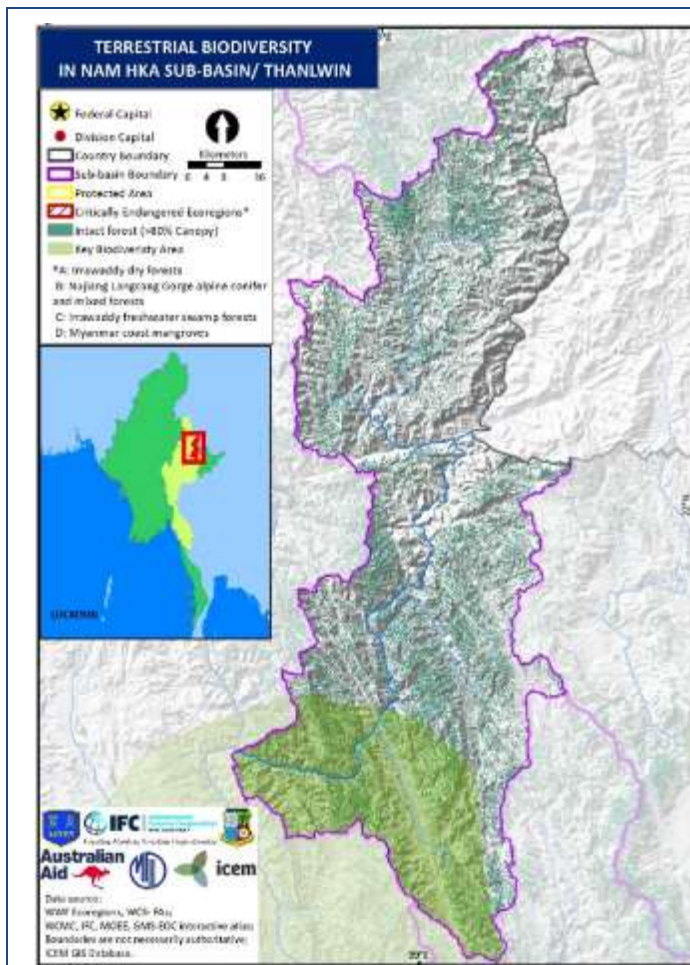 TERRESTRIAL BIODIVERSITY
IN NAM HKA SUB-BASIN/ THANLWIN
Federal Capital
Division Capital
Country Boundary
Kilometers
Sub-basin Boundary
Protected Area
Critically Endangered Ecoregions*
Intact forest (>80% Canopy)
Key Biodiversity Area
*A: Irrawaddy dry forests
B: Nujiang Langcang Gorge alpine conifer
and mixed forests
C: Irrawaddy freshwater swamp forests
D: Myanmar coast mangroves
LOCATION
IFC
Australian
Aid
icem
Data source:
WWF Ecoregions, WCS- PAs,
WCMC, IFC, MOEE, GMS-EOC interactive atlas;
Boundaries are not necessarily authoritative;
ICEM GIS Database.
22°N